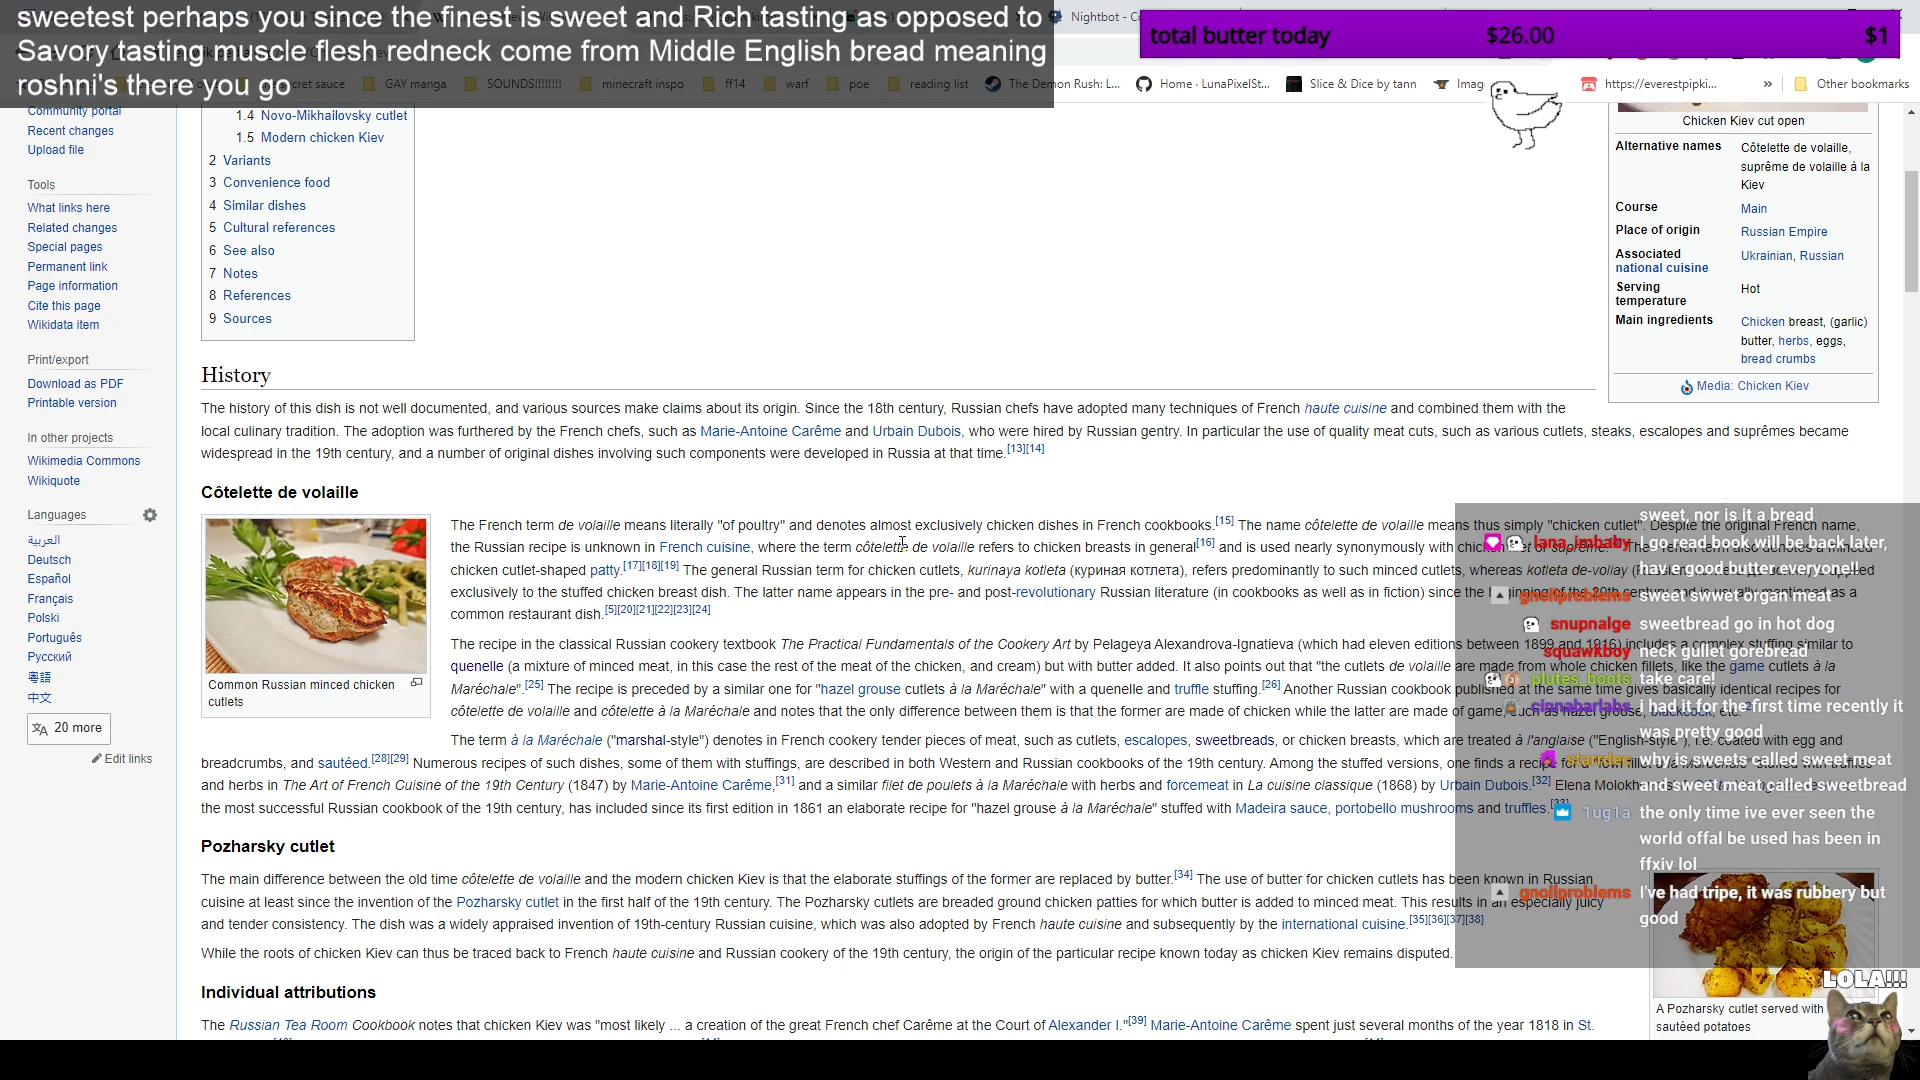 sweetest perhaps you since the finest is sweet and Rich tasting as opposed to
Savory tasting muscle flesh redneck come from Middle English bread meaning
roshni's there you go
Nightbot - C
total butter today $26.00 $1
cret sauce
GAY manga
SOUNDS!!!!!!!!
minecraft inspo
ff14
warf
poe
reading list
The Demon Rush: L...
Home · LunaPixelSt...
Slice & Dice by tann
Imag
https://everestpipki...
»
Other bookmarks
Community portal
Recent changes
Upload file
Tools
What links here
Related changes
Special pages
Permanent link
Page information
Cite this page
Wikidata item
Print/export
Download as PDF
Printable version
In other projects
Wikimedia Commons
Wikiquote
Languages
العربية
Deutsch
Español
Français
Polski
Português
Русский
粵語
中文
20 more
Edit links
1.4 Novo-Mikhailovsky cutlet
1.5 Modern chicken Kiev
2 Variants
3 Convenience food
4 Similar dishes
5 Cultural references
6 See also
7 Notes
8 References
9 Sources
Chicken Kiev cut open
Alternative names Côtelette de volaille,
suprême de volaille à la
Kiev
Course Main
Place of origin Russian Empire
Associated Ukrainian, Russian
national cuisine
Serving Hot
temperature
Main ingredients Chicken breast, (garlic)
butter, herbs, eggs,
bread crumbs
Media: Chicken Kiev
History
The history of this dish is not well documented, and various sources make claims about its origin. Since the 18th century, Russian chefs have adopted many techniques of French haute cuisine and combined them with the
local culinary tradition. The adoption was furthered by the French chefs, such as Marie-Antoine Carême and Urbain Dubois, who were hired by Russian gentry. In particular the use of quality meat cuts, such as various cutlets, steaks, escalopes and suprêmes became
widespread in the 19th century, and a number of original dishes involving such components were developed in Russia at that time.[13][14]
Côtelette de volaille
Common Russian minced chicken
cutlets
The French term de volaille means literally "of poultry" and denotes almost exclusively chicken dishes in French cookbooks.[15] The name côtelette de volaille means thus simply "chicken cutlet". Despite the original French name,
the Russian recipe is unknown in French cuisine, where the term côtelette de volaille refers to chicken breasts in general[16] and is used nearly synonymously with
chicken cutlet-shaped patty.[17][18][19] The general Russian term for chicken cutlets, kurinaya kotleta (куриная котлета), refers predominantly to such minced cutlets, whereas kotleta de-voliay
exclusively to the stuffed chicken breast dish. The latter name appears in the pre- and post-revolutionary Russian literature (in cookbooks as well as in fiction) since the beginning of the 20th century and is usually mentioned as a
common restaurant dish.[5][20][21][22][23][24]
The recipe in the classical Russian cookery textbook The Practical Fundamentals of the Cookery Art by Pelageya Alexandrova-Ignatieva (which had eleven editions between 1899 and 1916) includes a complex stuffing similar to
quenelle (a mixture of minced meat, in this case the rest of the meat of the chicken, and cream) but with butter added. It also points out that "the cutlets de volaille are made from whole chicken fillets, like the game cutlets à la
Maréchale".[25] The recipe is preceded by a similar one for "hazel grouse cutlets à la Maréchale" with a quenelle and truffle stuffing.[26] Another Russian cookbook published at the same time gives basically identical recipes for
côtelette de volaille and côtelette à la Maréchale and notes that the only difference between them is that the former are made of chicken while the latter are made of game, such as hazel grouse, blackcock, etc.
The term à la Maréchale ("marshal-style") denotes in French cookery tender pieces of meat, such as cutlets, escalopes, sweetbreads, or chicken breasts, which are treated à l'anglaise ("English-style"), i.e. coated with egg and
breadcrumbs, and sautéed.[28][29] Numerous recipes of such dishes, some of them with stuffings, are described in both Western and Russian cookbooks of the 19th century. Among the stuffed versions, one finds a recipe for a
and herbs in The Art of French Cuisine of the 19th Century (1847) by Marie-Antoine Carême,[31] and a similar filet de poulets à la Maréchale with herbs and forcemeat in La cuisine classique (1868) by Urbain Dubois.[32] Elena
the most successful Russian cookbook of the 19th century, has included since its first edition in 1861 an elaborate recipe for "hazel grouse à la Maréchale" stuffed with Madeira sauce, portobello mushrooms and truffles.[33]
Pozharsky cutlet
The main difference between the old time côtelette de volaille and the modern chicken Kiev is that the elaborate stuffings of the former are replaced by butter.[34] The use of butter for chicken cutlets has been known in Russian
cuisine at least since the invention of the Pozharsky cutlet in the first half of the 19th century. The Pozharsky cutlets are breaded ground chicken patties for which butter is added to minced meat. This results in an especially juicy
and tender consistency. The dish was a widely appraised invention of 19th-century Russian cuisine, which was also adopted by French haute cuisine and subsequently by the international cuisine.[35][36][37][38]
While the roots of chicken Kiev can thus be traced back to French haute cuisine and Russian cookery of the 19th century, the origin of the particular recipe known today as chicken Kiev remains disputed.
Individual attributions
The Russian Tea Room Cookbook notes that chicken Kiev was "most likely ... a creation of the great French chef Carême at the Court of Alexander I."[39] Marie-Antoine Carême spent just several months of the year 1818 in St.
sweet, nor is it a bread
lana_imbaby I go read book will be back later,
have good butter everyone!!
gnollproblems sweet swwet organ meat
snupnalge sweetbread go in hot dog
squawkboy neck gullet gorebread
plutes_boots take care!
cinnabarlabs i had it for the first time recently it
was pretty good
starrdec why is sweets called sweetmeat
and sweetmeat called sweetbread
1ug1a the only time ive ever seen the
world offal be used has been in
ffxiv lol
gnollproblems I've had tripe, it was rubbery but
good
A Pozharsky cutlet served with
sautéed potatoes
LOLA!!!